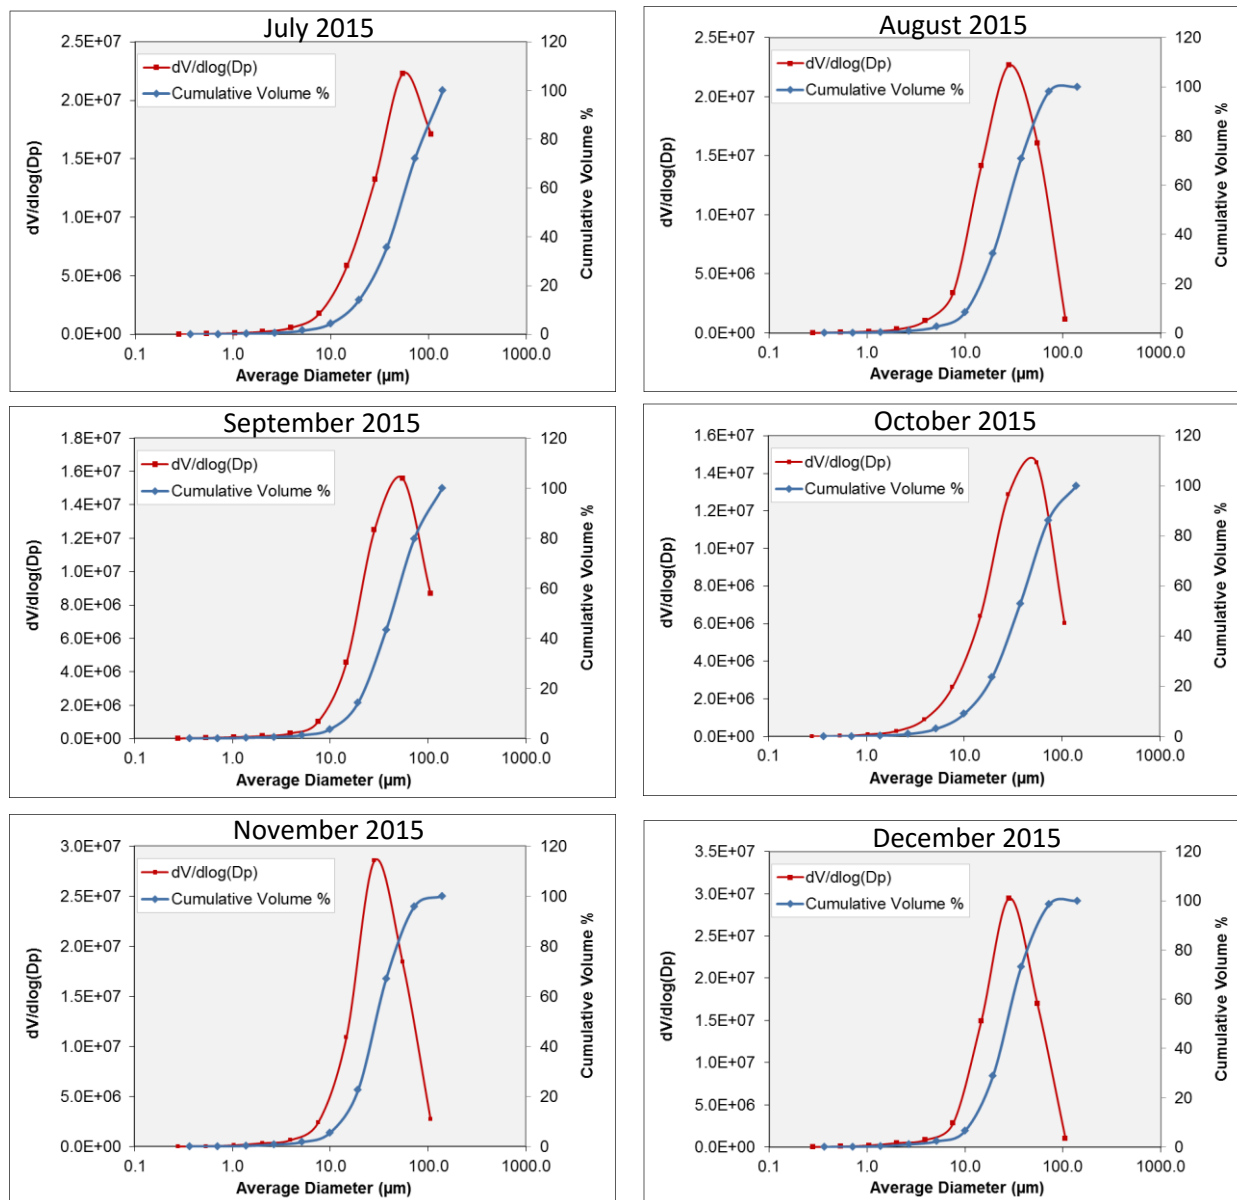 July 2015
2.5E+07
2.0E+07
1.5E+07
1.0E+07
5.0E+06
0.0E+00
dV/dlog(Dp)
dV/dlog(Dp)
Cumulative Volume %
120
100
80
60
40
20
0
Cumulative Volume %
0.1
1.0
10.0
100.0
1000.0
Average Diameter (µm)
August 2015
2.5E+07
2.0E+07
1.5E+07
1.0E+07
5.0E+06
0.0E+00
dV/dlog(Dp)
dV/dlog(Dp)
Cumulative Volume %
120
100
80
60
40
20
0
Cumulative Volume %
0.1
1.0
10.0
100.0
1000.0
Average Diameter (µm)
September 2015
1.8E+07
1.6E+07
1.4E+07
1.2E+07
1.0E+07
8.0E+06
6.0E+06
4.0E+06
2.0E+06
0.0E+00
dV/dlog(Dp)
dV/dlog(Dp)
Cumulative Volume %
120
100
80
60
40
20
0
Cumulative Volume %
0.1
1.0
10.0
100.0
1000.0
Average Diameter (µm)
October 2015
1.6E+07
1.4E+07
1.2E+07
1.0E+07
8.0E+06
6.0E+06
4.0E+06
2.0E+06
0.0E+00
dV/dlog(Dp)
dV/dlog(Dp)
Cumulative Volume %
120
100
80
60
40
20
0
Cumulative Volume %
0.1
1.0
10.0
100.0
1000.0
Average Diameter (µm)
November 2015
3.0E+07
2.5E+07
2.0E+07
1.5E+07
1.0E+07
5.0E+06
0.0E+00
dV/dlog(Dp)
dV/dlog(Dp)
Cumulative Volume %
120
100
80
60
40
20
0
Cumulative Volume %
0.1
1.0
10.0
100.0
1000.0
Average Diameter (µm)
December 2015
3.5E+07
3.0E+07
2.5E+07
2.0E+07
1.5E+07
1.0E+07
5.0E+06
0.0E+00
dV/dlog(Dp)
dV/dlog(Dp)
Cumulative Volume %
120
100
80
60
40
20
0
Cumulative Volume %
0.1
1.0
10.0
100.0
1000.0
Average Diameter (µm)